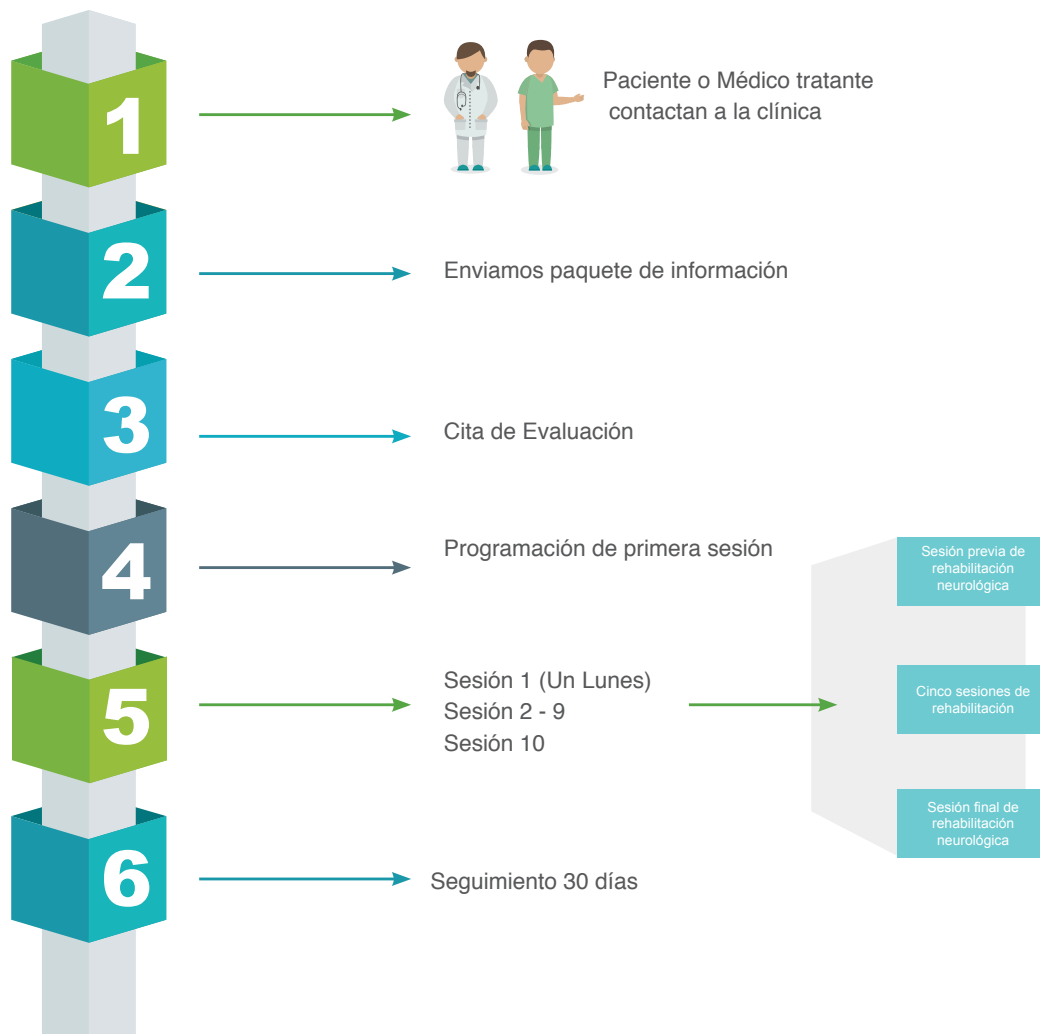 1
Paciente o Médico tratante
contactan a la clínica
2
Enviamos paquete de información
3
Cita de Evaluación
4
Programación de primera sesión
5
Sesión 1 (Un Lunes)
Sesión 2 - 9
Sesión 10
Sesión previa de
rehabilitación
neurológica
Cinco sesiones de
rehabilitación
Sesión final de
rehabilitación
neurológica
6
Seguimiento 30 días